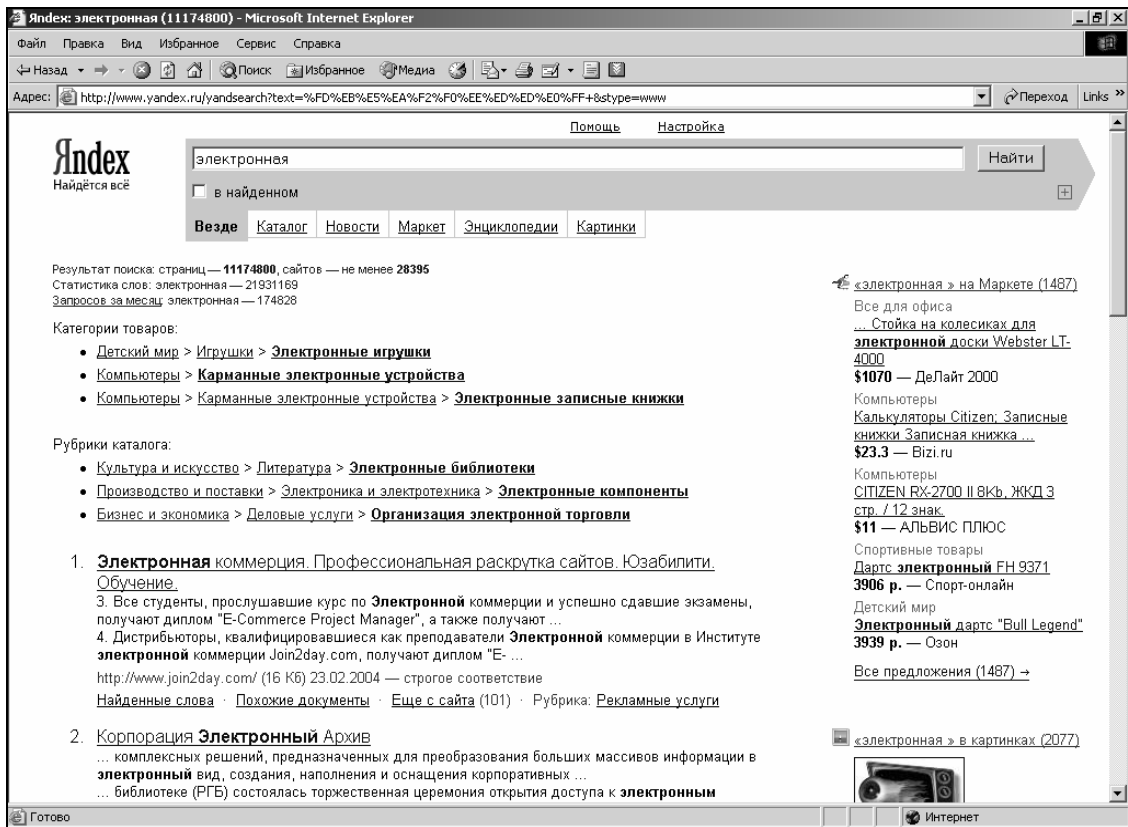 Яndex: электронная (11174800) - Microsoft Internet Explorer
Файл Правка Вид Избранное Сервис Справка
Назад Поиск Избранное Медиа
Адрес: http://www.yandex.ru/yandsearch?text=%FD%EB%E5%EA%F2%F0%EE%ED%ED%E0%FF+&stype=www Переход Links »
Помощь Настройка
Яndex
Найдётся всё
электронная Найти
в найденном
Везде Каталог Новости Маркет Энциклопедии Картинки
Результат поиска: страниц — 11174800, сайтов — не менее 28395
Статистика слов: электронная — 21931169
Запросов за месяц: электронная — 174828
Категории товаров:
• Детский мир > Игрушки > Электронные игрушки
• Компьютеры > Карманные электронные устройства
• Компьютеры > Карманные электронные устройства > Электронные записные книжки
Рубрики каталога:
• Культура и искусство > Литература > Электронные библиотеки
• Производство и поставки > Электроника и электротехника > Электронные компоненты
• Бизнес и экономика > Деловые услуги > Организация электронной торговли
1. Электронная коммерция. Профессиональная раскрутка сайтов. Юзабилити.
Обучение.
3. Все студенты, прослушавшие курс по Электронной коммерции и успешно сдавшие экзамены,
получают диплом "E-Commerce Project Manager", а также получают ...
4. Дистрибьюторы, квалифицировавшиеся как преподаватели Электронной коммерции в Институте
электронной коммерции Join2day.com, получают диплом "E- ...
http://www.join2day.com/ (16 Кб) 23.02.2004 — строгое соответствие
Найденные слова · Похожие документы · Еще с сайта (101) · Рубрика: Рекламные услуги
2. Корпорация Электронный Архив
... комплексных решений, предназначенных для преобразования больших массивов информации в
электронный вид, создания, наполнения и оснащения корпоративных ...
... библиотеке (РГБ) состоялась торжественная церемония открытия доступа к электронным
«электронная » на Маркете (1487)
Все для офиса
... Стойка на колесиках для
электронной доски Webster LT-
4000
$1070 — ДеЛайт 2000
Компьютеры
Калькуляторы Citizen; Записные
книжки Записная книжка ...
$23.3 — Bizi.ru
Компьютеры
CITIZEN RX-2700 II 8Kb, ЖКД 3
стр. / 12 знак.
$11 — АЛЬВИС ПЛЮС
Спортивные товары
Дартс электронный FH 9371
3906 р. — Спорт-онлайн
Детский мир
Электронный дартс "Bull Legend"
3939 р. — Озон
Все предложения (1487) →
«электронная » в картинках (2077)
Готово Интернет